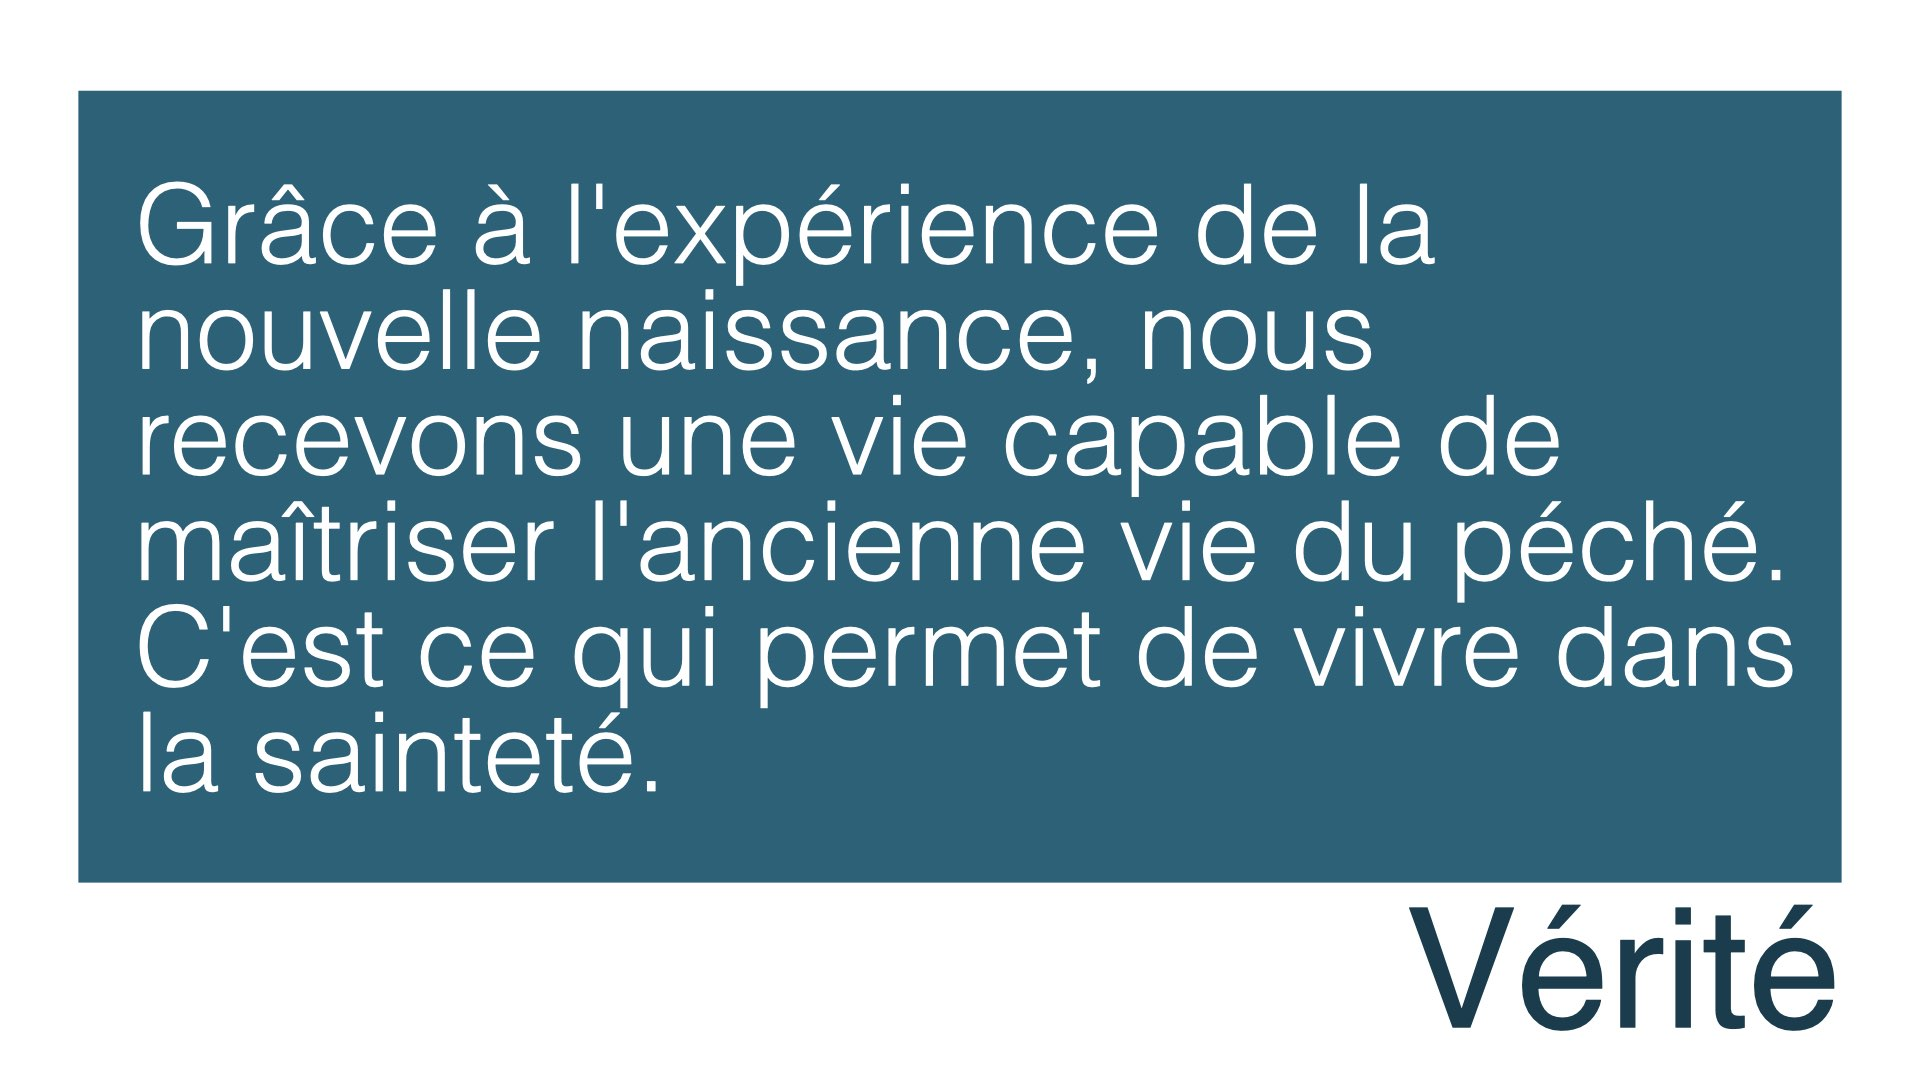 Grâce à l'expérience de la
nouvelle naissance, nous
recevons une vie capable de
maîtriser l'ancienne vie du péché.
C'est ce qui permet de vivre dans
la sainteté.
Vérité